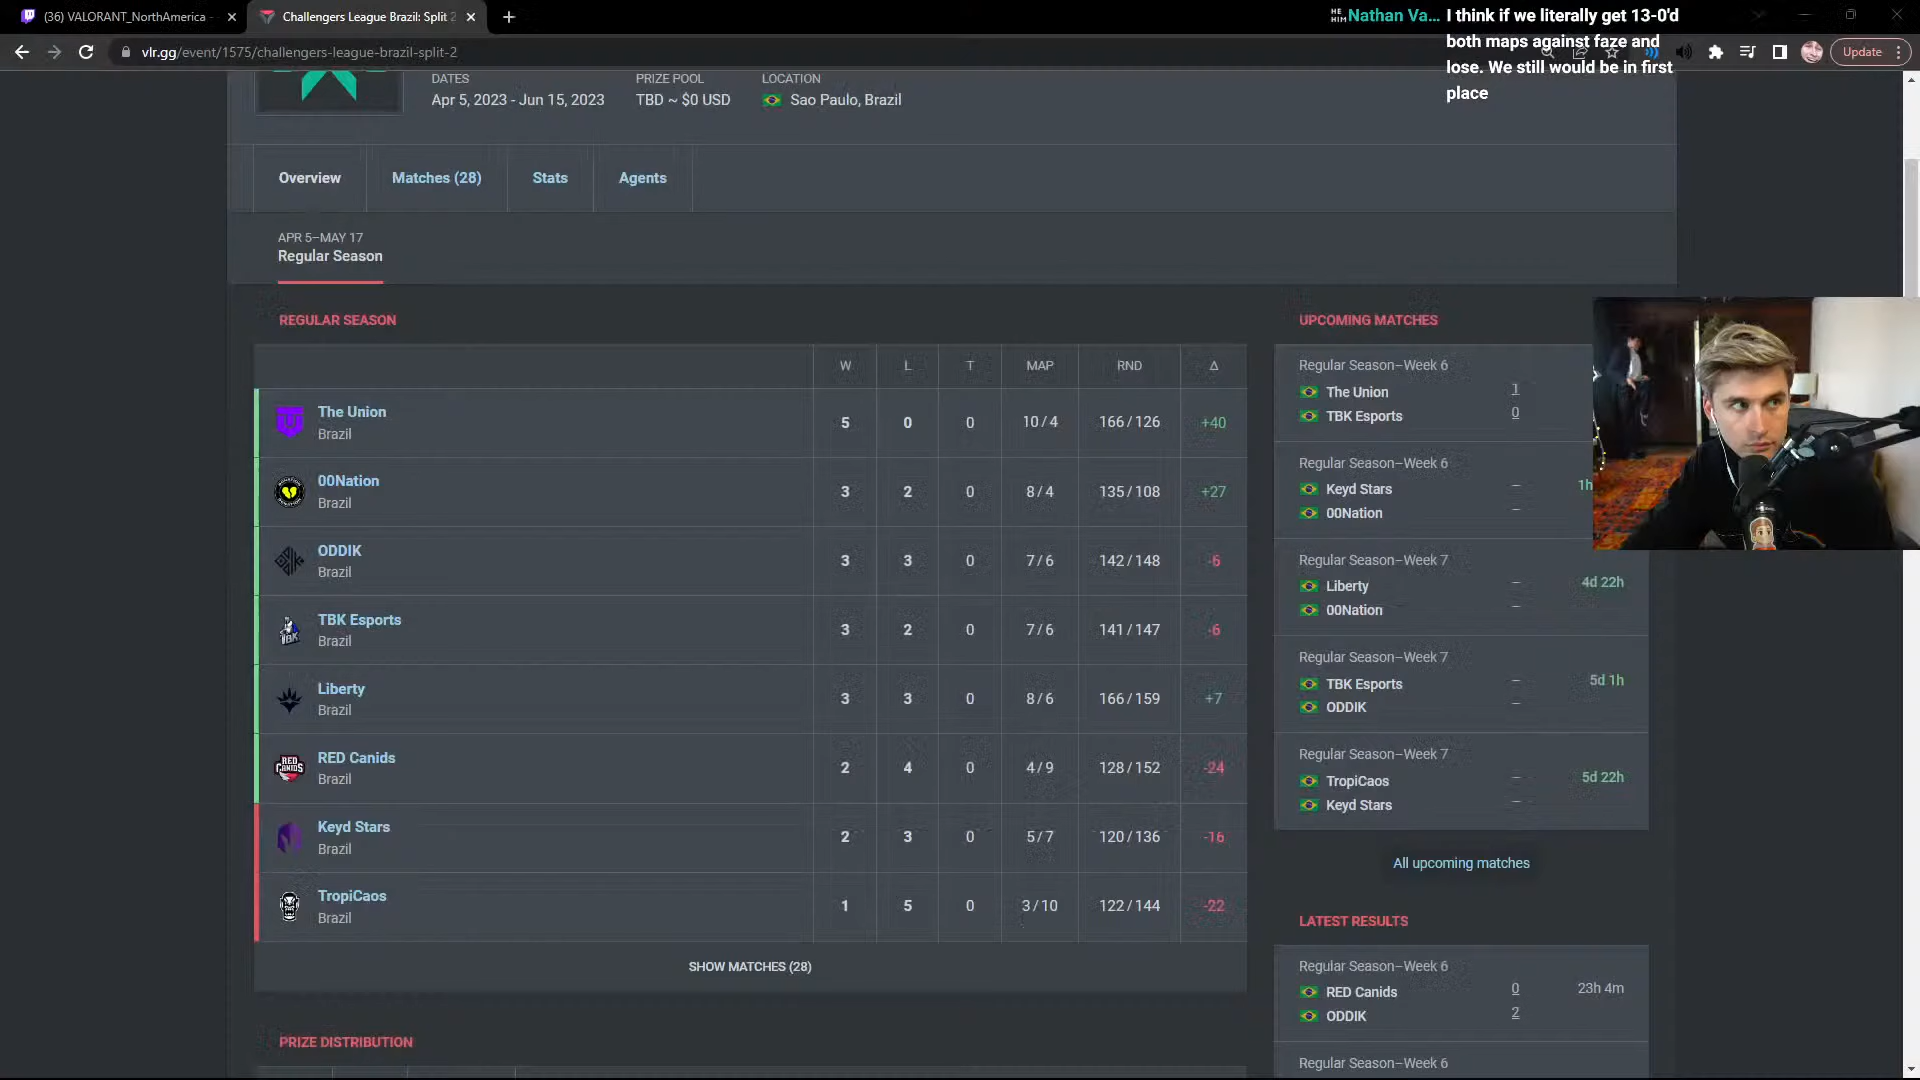 (36) VALORANT_NorthAmerica -
Challengers League Brazil: Split 2
vlr.gg/event/1575/challengers-league-brazil-split-2
Update
HE HIM Nathan Va... I think if we literally get 13-0'd
both maps against faze and
lose. We still would be in first
place
DATES
Apr 5, 2023 - Jun 15, 2023
PRIZE POOL
TBD ~ $0 USD
LOCATION
Sao Paulo, Brazil
Overview
Matches (28)
Stats
Agents
APR 5–MAY 17
Regular Season
REGULAR SEASON
W L T MAP RND Δ
The Union 5 0 0 10/4 166/126 +40
Brazil
00Nation 3 2 0 8/4 135/108 +27
Brazil
ODDIK 3 3 0 7/6 142/148 -6
Brazil
TBK Esports 3 2 0 7/6 141/147 -6
Brazil
Liberty 3 3 0 8/6 166/159 +7
Brazil
RED Canids 2 4 0 4/9 128/152 -24
Brazil
Keyd Stars 2 3 0 5/7 120/136 -16
Brazil
TropiCaos 1 5 0 3/10 122/144 -22
Brazil
SHOW MATCHES (28)
PRIZE DISTRIBUTION
UPCOMING MATCHES
Regular Season–Week 6
The Union 1
TBK Esports 0
Regular Season–Week 6
Keyd Stars – 1h
00Nation –
Regular Season–Week 7
Liberty – 4d 22h
00Nation –
Regular Season–Week 7
TBK Esports – 5d 1h
ODDIK –
Regular Season–Week 7
TropiCaos – 5d 22h
Keyd Stars –
All upcoming matches
LATEST RESULTS
Regular Season–Week 6
RED Canids 0 23h 4m
ODDIK 2
Regular Season–Week 6